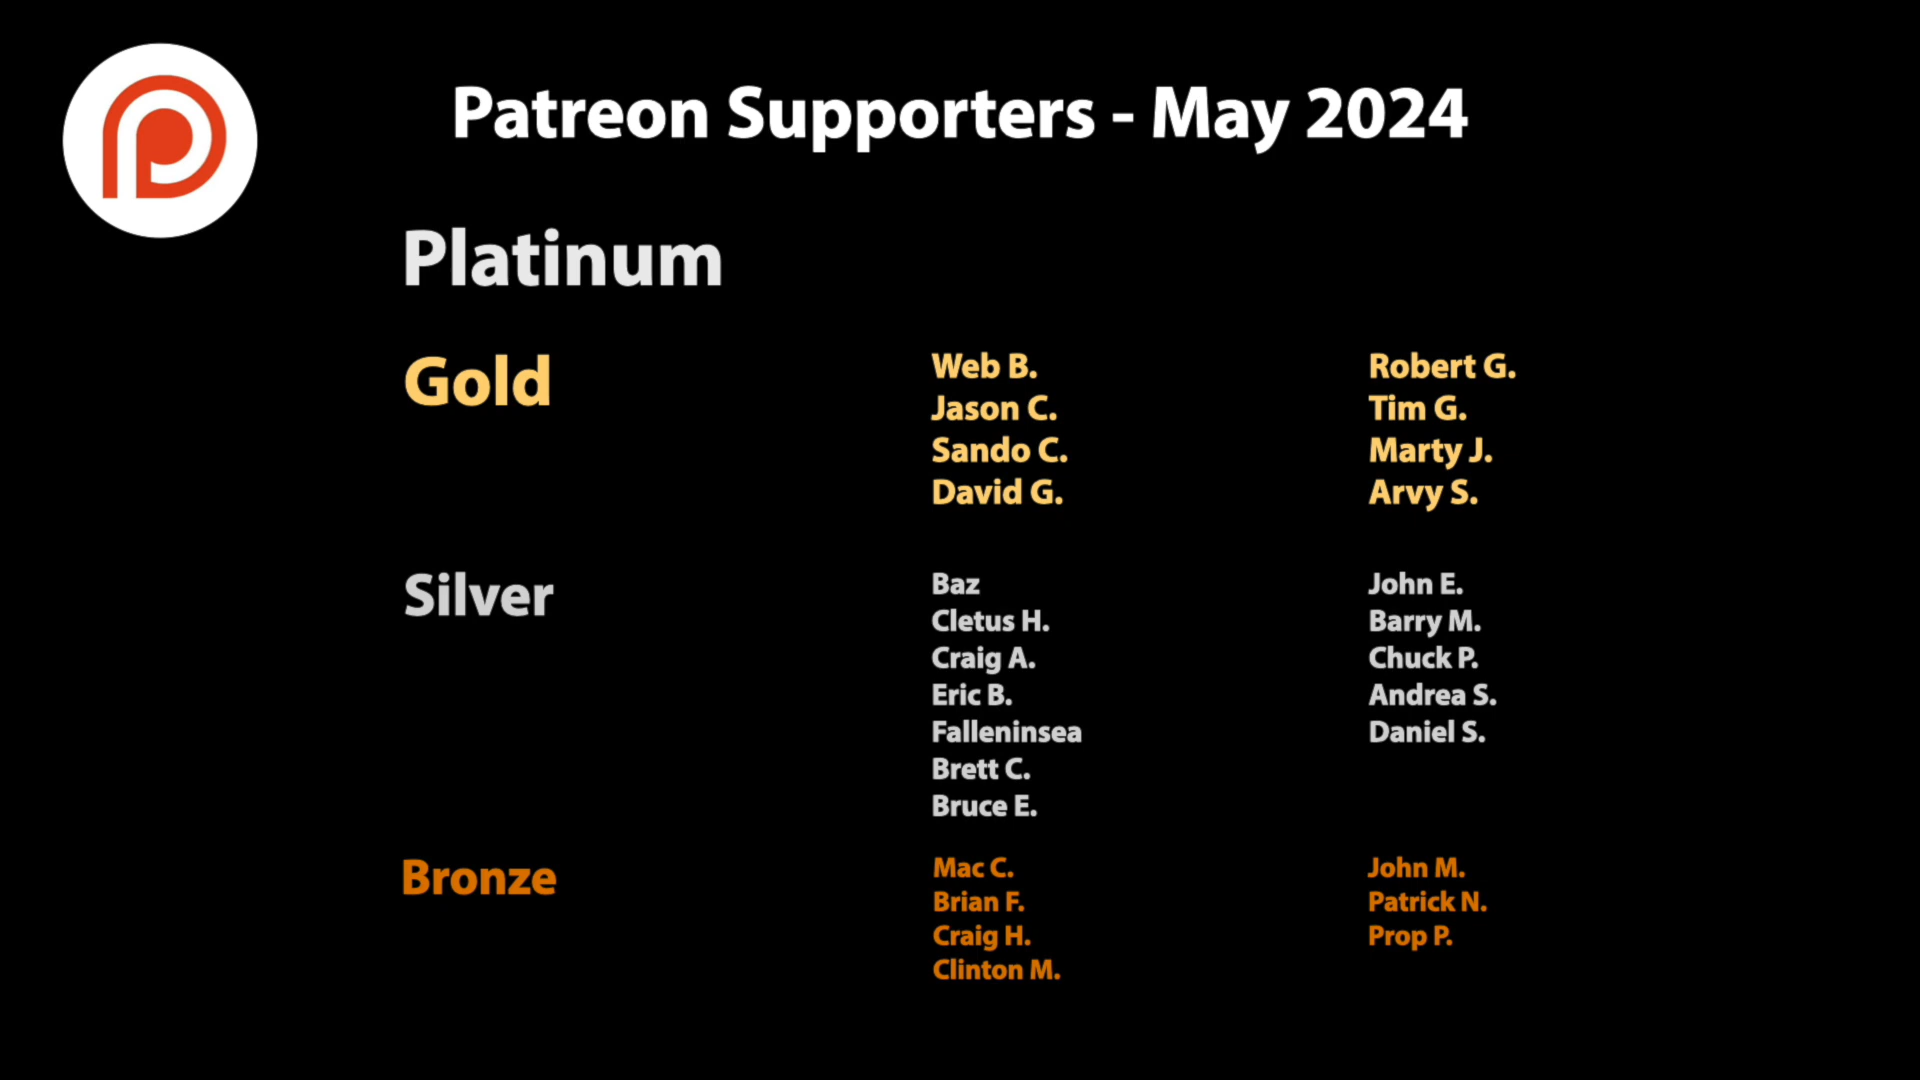 Patreon Supporters - May 2024
Platinum
Gold
Web B.
Jason C.
Sando C.
David G.
Robert G.
Tim G.
Marty J.
Arvy S.
Silver
Baz
Cletus H.
Craig A.
Eric B.
Falleninsea
Brett C.
Bruce E.
John E.
Barry M.
Chuck P.
Andrea S.
Daniel S.
Bronze
Mac C.
Brian F.
Craig H.
Clinton M.
John M.
Patrick N.
Prop P.